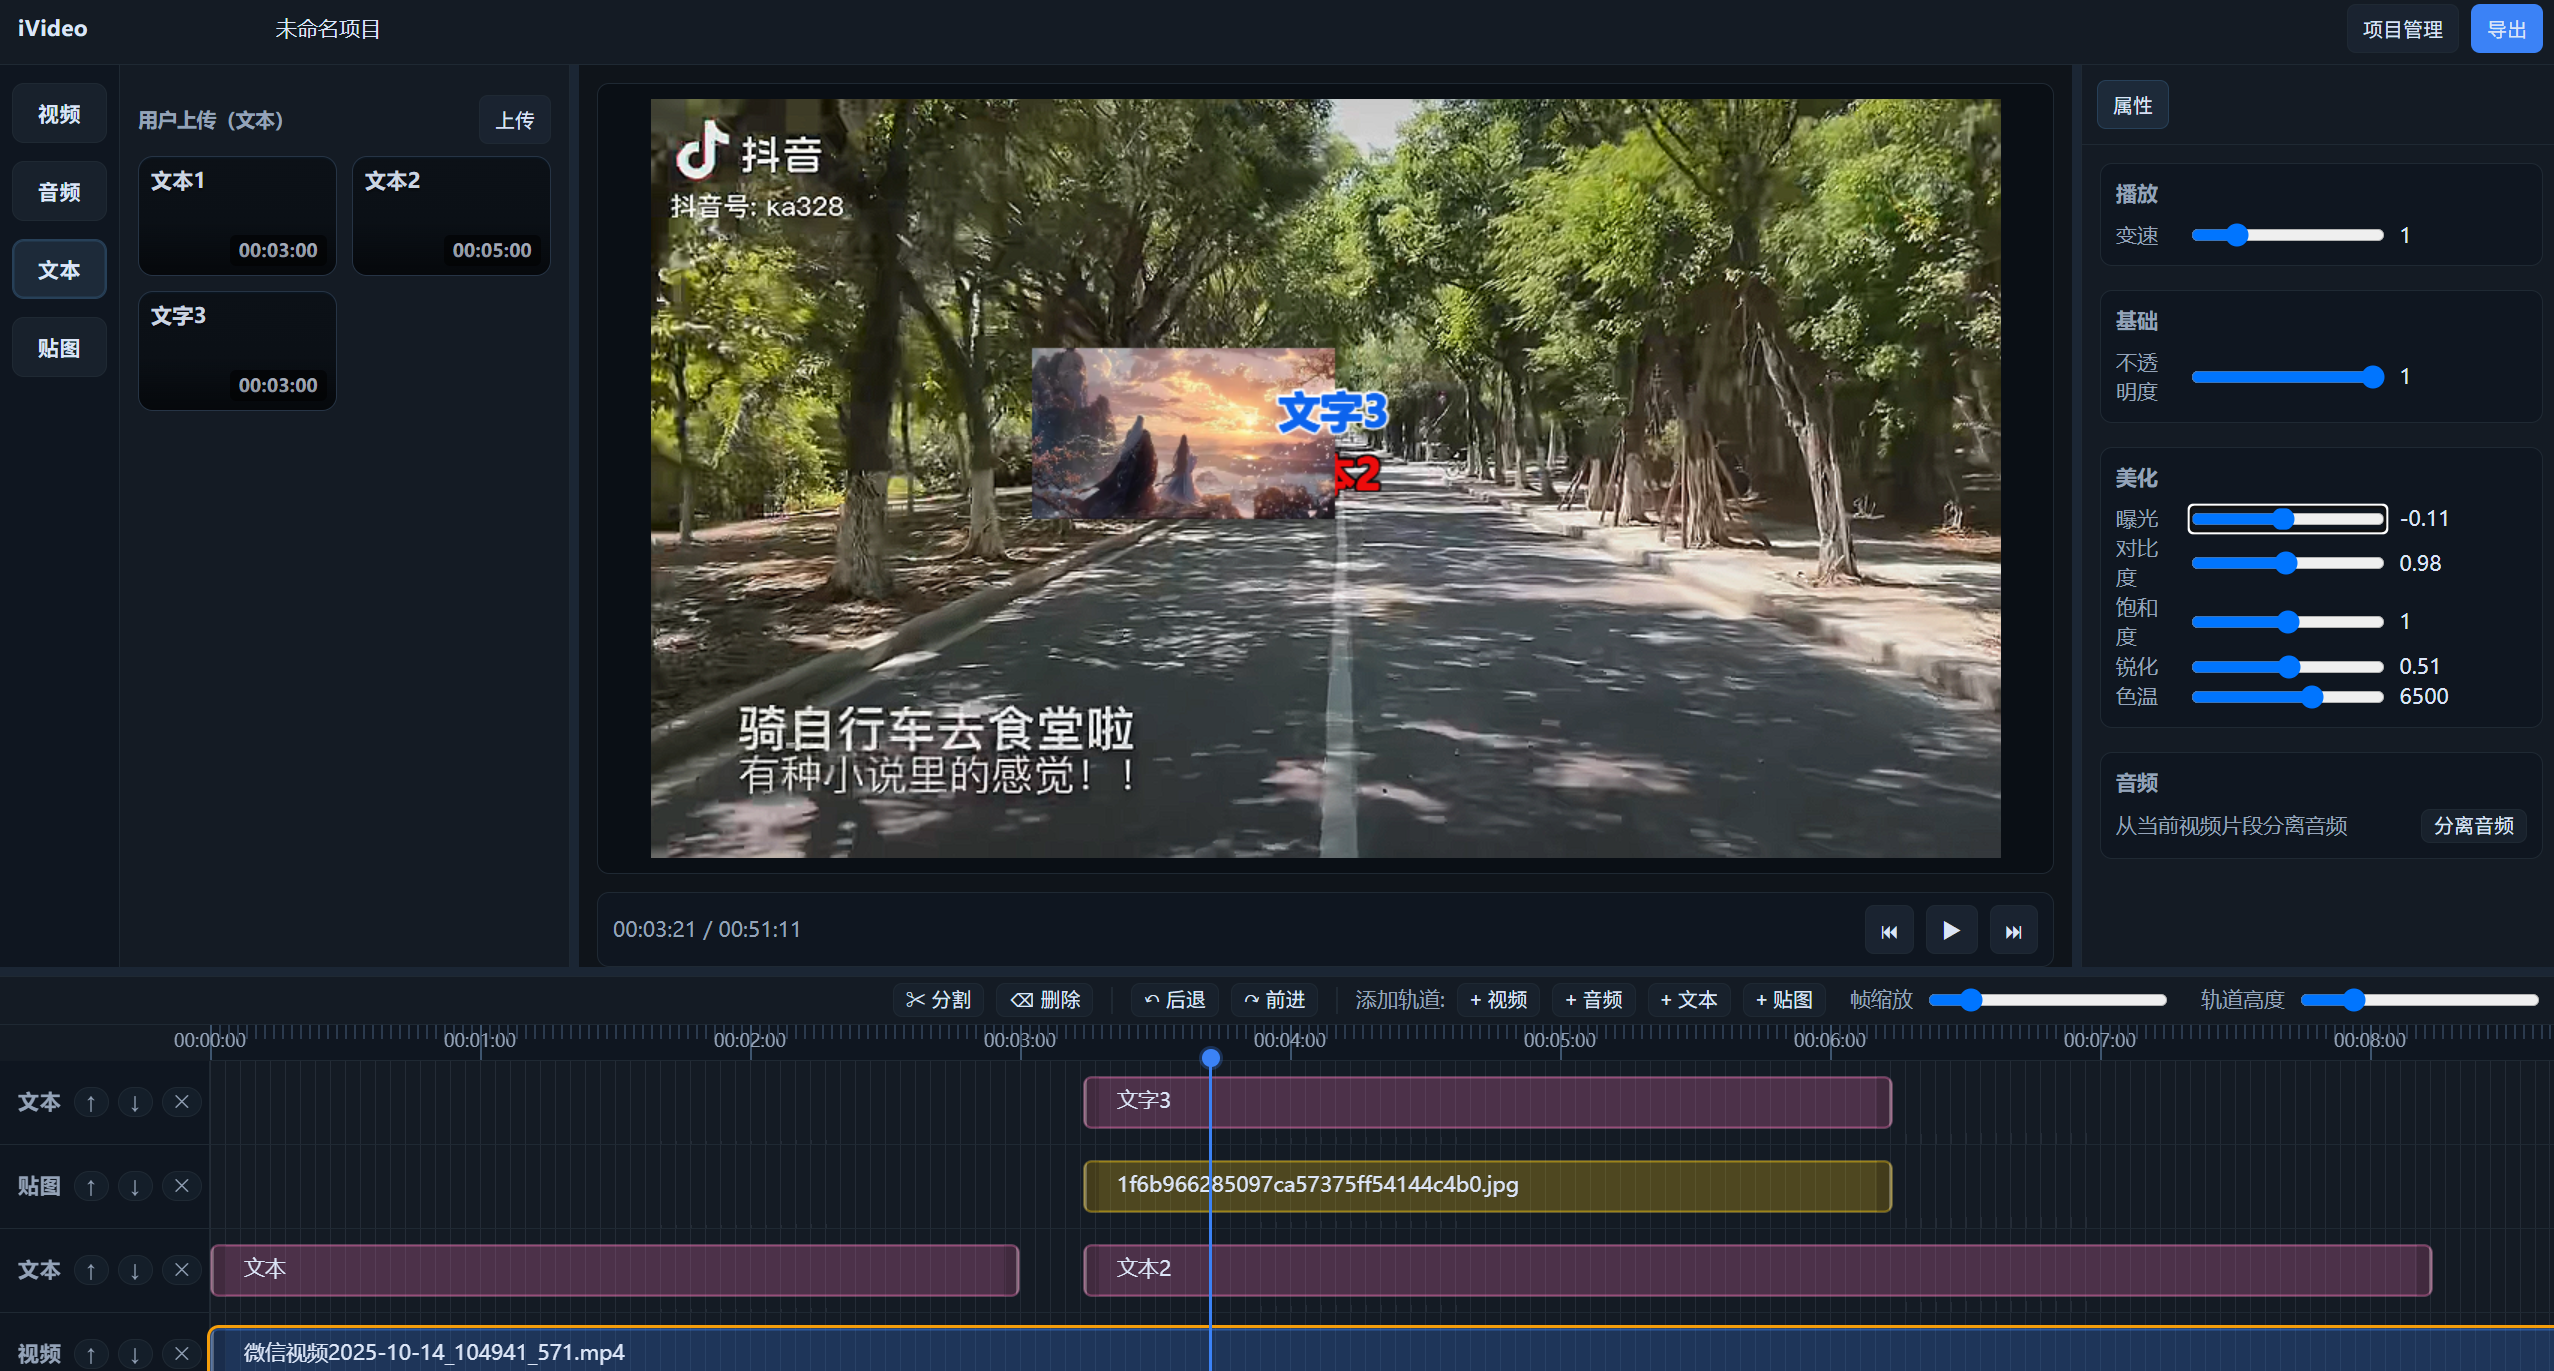 iVideo
未命名项目
项目管理
导出
视频
音频
文本
贴图
用户上传（文本）
上传
文本1
00:03:00
文本2
00:05:00
文字3
00:03:00
抖音
抖音号: ka328
文字3
本2
骑自行车去食堂啦
有种小说里的感觉！！
00:03:21 / 00:51:11
属性
播放
变速 1
基础
不透
明度 1
美化
曝光 -0.11
对比
度 0.98
饱和
度 1
锐化 0.51
色温 6500
音频
从当前视频片段分离音频 分离音频
分割 删除 后退 前进 添加轨道: + 视频 + 音频 + 文本 + 贴图 帧缩放 轨道高度
00:00:00 00:01:00 00:02:00 00:03:00 00:04:00 00:05:00 00:06:00 00:07:00 00:08:00
文本 ↑ ↓ × 文字3
贴图 ↑ ↓ × 1f6b966285097ca57375ff54144c4b0.jpg
文本 ↑ ↓ × 文本 文本2
视频 ↑ ↓ × 微信视频2025-10-14_104941_571.mp4